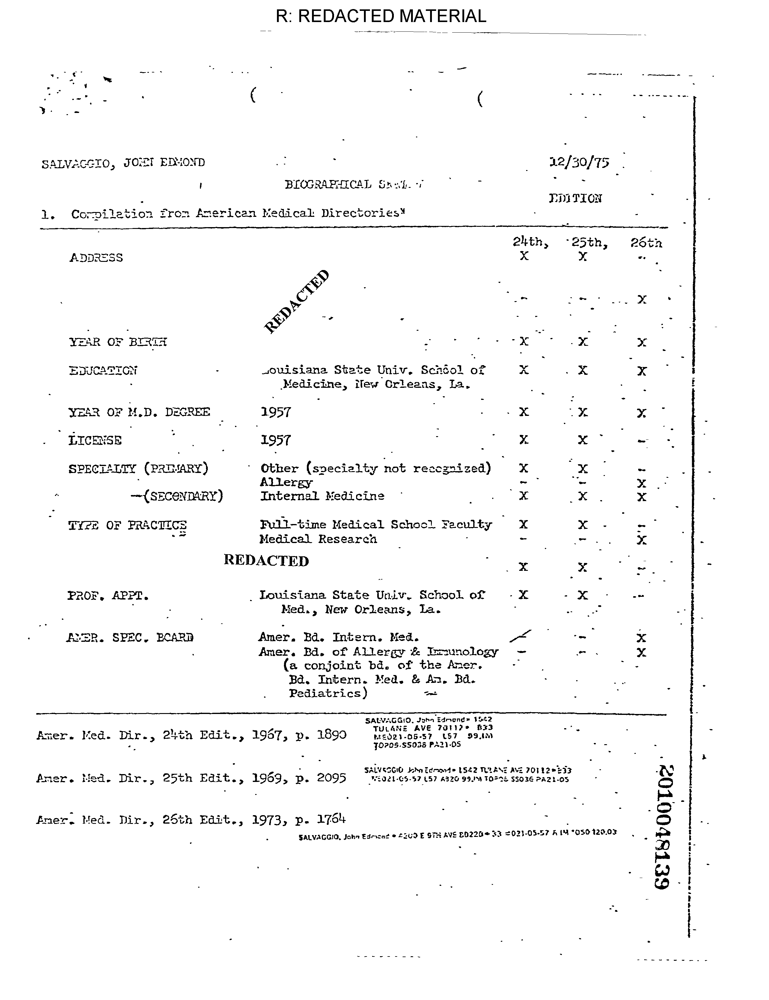 R: REDACTED MATERIAL
SALVAGGIO, JOHN EDMOND 12/30/75
BIOGRAPHICAL
EDITION
1. Compilation from American Medical Directories*
24th, 25th, 26th
ADDRESS X X -
REDACTED
- - X
YEAR OF BIRTH X X X
EDUCATION Louisiana State Univ. School of X X X
Medicine, New Orleans, La.
YEAR OF M.D. DEGREE 1957 X X X
LICENSE 1957 X X -
SPECIALTY (PRIMARY) Other (specialty not recognized) X X -
Allergy - - X
-(SECONDARY) Internal Medicine X X X
TYPE OF PRACTICE Full-time Medical School Faculty X X -
Medical Research - - X
REDACTED X X -
PROF. APPT. Louisiana State Univ. School of X X -
Med., New Orleans, La.
AMER. SPEC. BOARD Amer. Bd. Intern. Med. - - X
Amer. Bd. of Allergy & Immunology - - X
(a conjoint bd. of the Amer.
Bd. Intern. Med. & Am. Bd.
Pediatrics)
SALVAGGIO, John Edmond• 1542
TULANE AVE 70112• 033
ME021-05-57 L57 99,IM
TOP05-SS036 PA21-05
Amer. Med. Dir., 24th Edit., 1967, p. 1890
SALVAGGIO John Edmond• 1542 TULANE AVE 70112•033
ME021-05-57 L57 A820 99,IM TOP05 SS036 PA21-05
Amer. Med. Dir., 25th Edit., 1969, p. 2095
Amer. Med. Dir., 26th Edit., 1973, p. 1764
SALVAGGIO, John Edmond • 4200 E 9TH AVE 80220• 33 021-05-57 A IM *050 120.03
2010048139